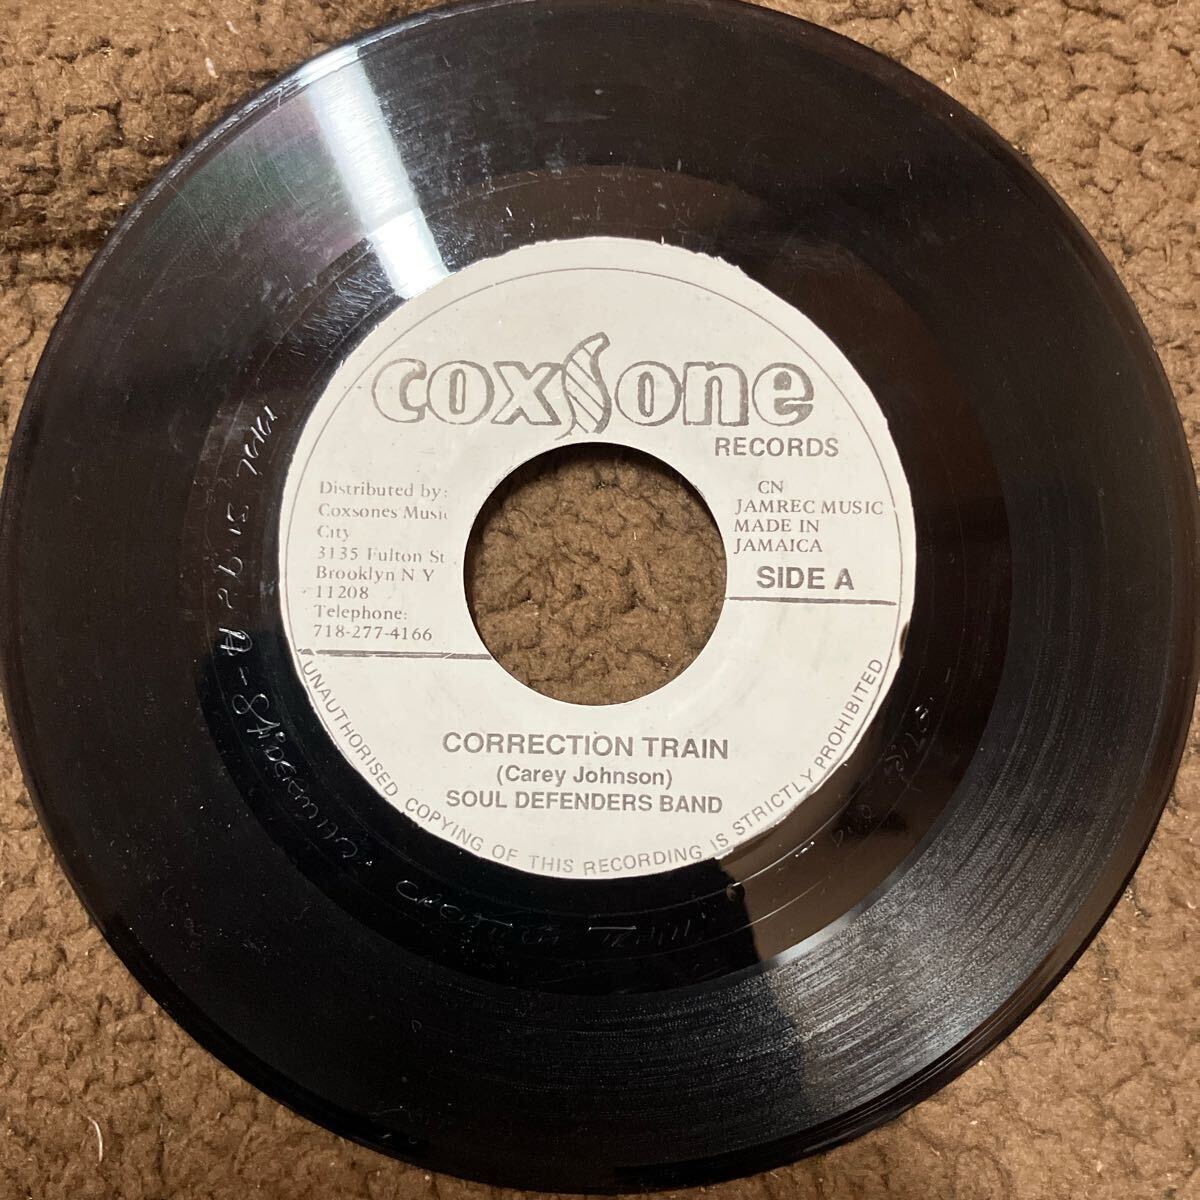 coxsone
RECORDS
Distributed by:
Coxsones Music
City
3135 Fulton St
Brooklyn N Y
11208
Telephone:
718-277-4166
CN
JAMREC MUSIC
MADE IN
JAMAICA
SIDE A
CORRECTION TRAIN
(Carey Johnson)
SOUL DEFENDERS BAND
UNAUTHORISED COPYING OF THIS RECORDING IS STRICTLY PROHIBITED